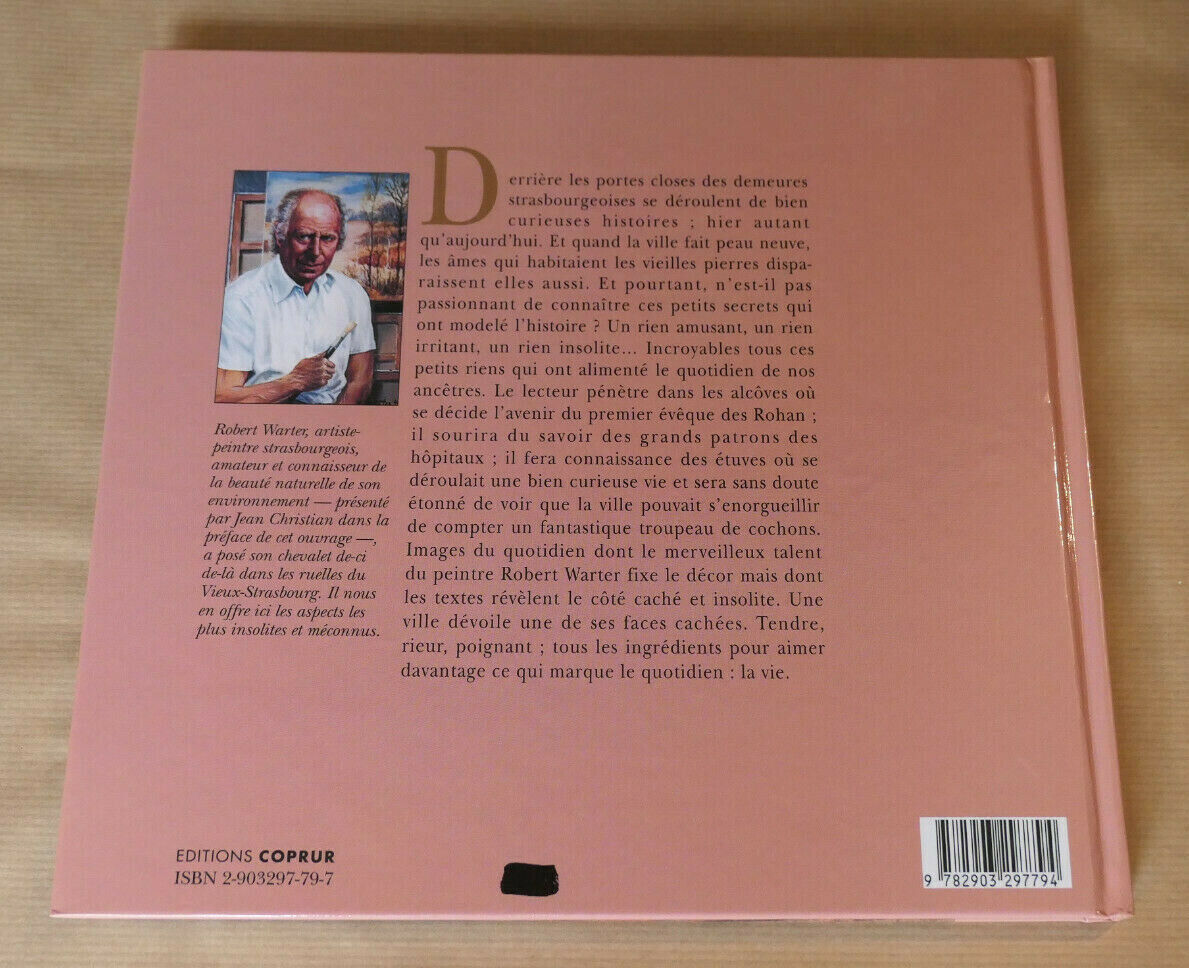 Derrière les portes closes des demeures
strasbourgeoises se déroulent de bien
curieuses histoires ; hier autant
qu'aujourd'hui. Et quand la ville fait peau neuve,
les âmes qui habitaient les vieilles pierres dispa-
raissent elles aussi. Et pourtant, n'est-il pas
passionnant de connaître ces petits secrets qui
ont modelé l'histoire ? Un rien amusant, un rien
irritant, un rien insolite... Incroyables tous ces
petits riens qui ont alimenté le quotidien de nos
ancêtres. Le lecteur pénètre dans les alcôves où
se décide l'avenir du premier évêque des Rohan ;
il sourira du savoir des grands patrons des
hôpitaux ; il fera connaissance des étuves où se
déroulait une bien curieuse vie et sera sans doute
étonné de voir que la ville pouvait s'enorgueillir
de compter un fantastique troupeau de cochons.
Images du quotidien dont le merveilleux talent
du peintre Robert Warter fixe le décor mais dont
les textes révèlent le côté caché et insolite. Une
ville dévoile une de ses faces cachées. Tendre,
rieur, poignant ; tous les ingrédients pour aimer
davantage ce qui marque le quotidien : la vie.
Robert Warter, artiste-
peintre strasbourgeois,
amateur et connaisseur de
la beauté naturelle de son
environnement — présenté
par Jean Christian dans la
préface de cet ouvrage —,
a posé son chevalet de-ci
de-là dans les ruelles du
Vieux-Strasbourg. Il nous
en offre ici les aspects les
plus insolites et méconnus.
EDITIONS COPRUR
ISBN 2-903297-79-7
9 782903 297794